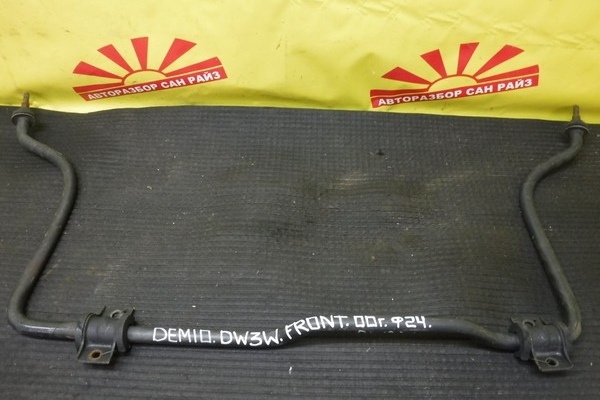 АВТОРАЗБОР САН РАЙЗ
АВТОРАЗБОР САН РАЙЗ
DEMIO. DW3W. FRONT. 00г. Ф24.